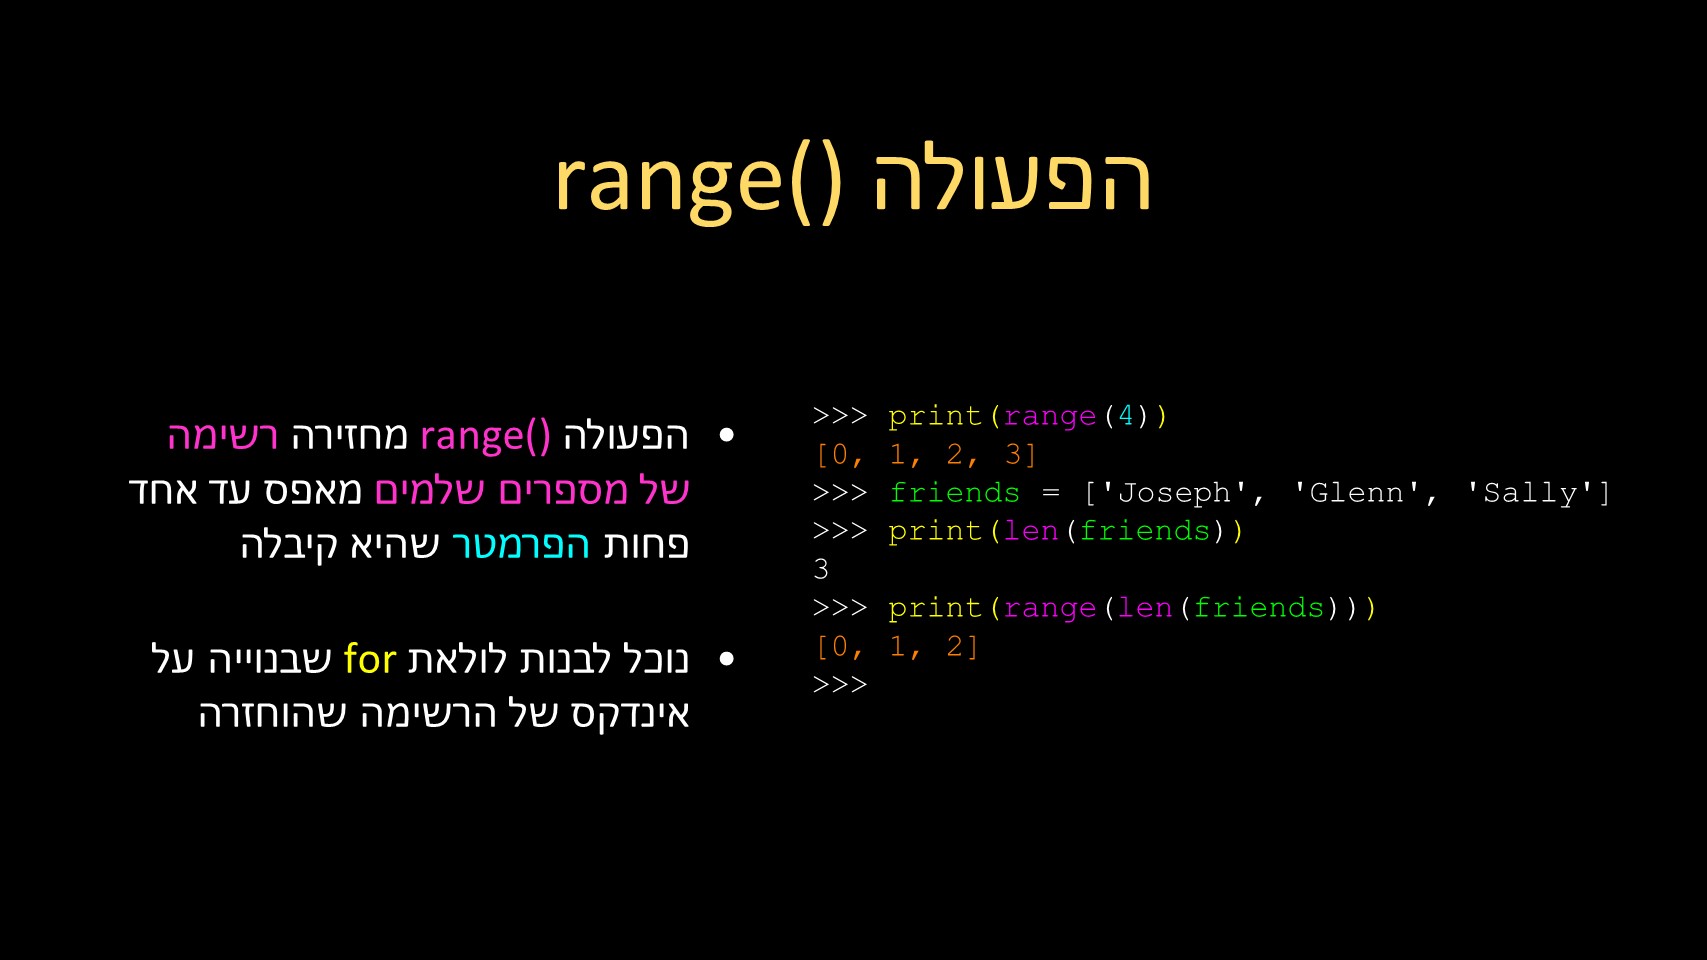 הפעולה range()
הפעולה range() מחזירה רשימה
של מספרים שלמים מאפס עד אחד
פחות הפרמטר שהיא קיבלה
נוכל לבנות לולאת for שבנוייה על
אינדקס של הרשימה שהוחזרה
>>> print(range(4))
[0, 1, 2, 3]
>>> friends = ['Joseph', 'Glenn', 'Sally']
>>> print(len(friends))
3
>>> print(range(len(friends)))
[0, 1, 2]
>>>